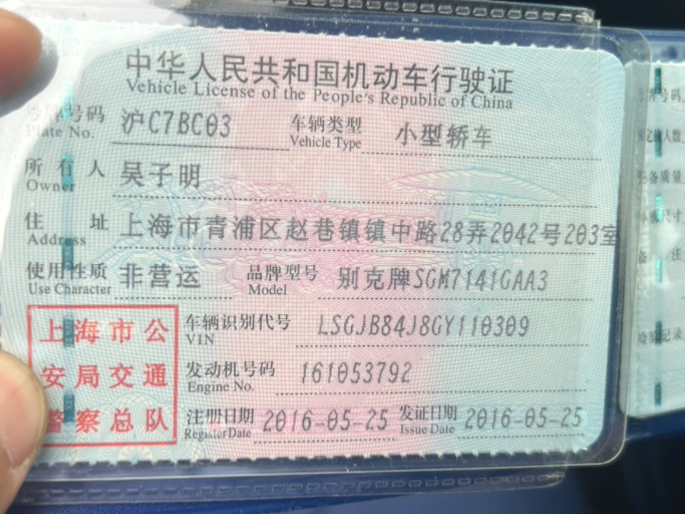 中华人民共和国机动车行驶证
Vehicle License of the People's Republic of China
号牌号码 沪C7BC03 车辆类型 小型轿车
Plate No. Vehicle Type
所有人 吴子明
Owner
住址 上海市青浦区赵巷镇镇中路28弄2042号203室
Address
使用性质 非营运 品牌型号 别克牌SGM7141GAA3
Use Character Model
上海市公
安局交通
警察总队
车辆识别代号 LSGJB84J8GY110309
VIN
发动机号码 161053792
Engine No.
注册日期 2016-05-25 发证日期 2016-05-25
Register Date Issue Date